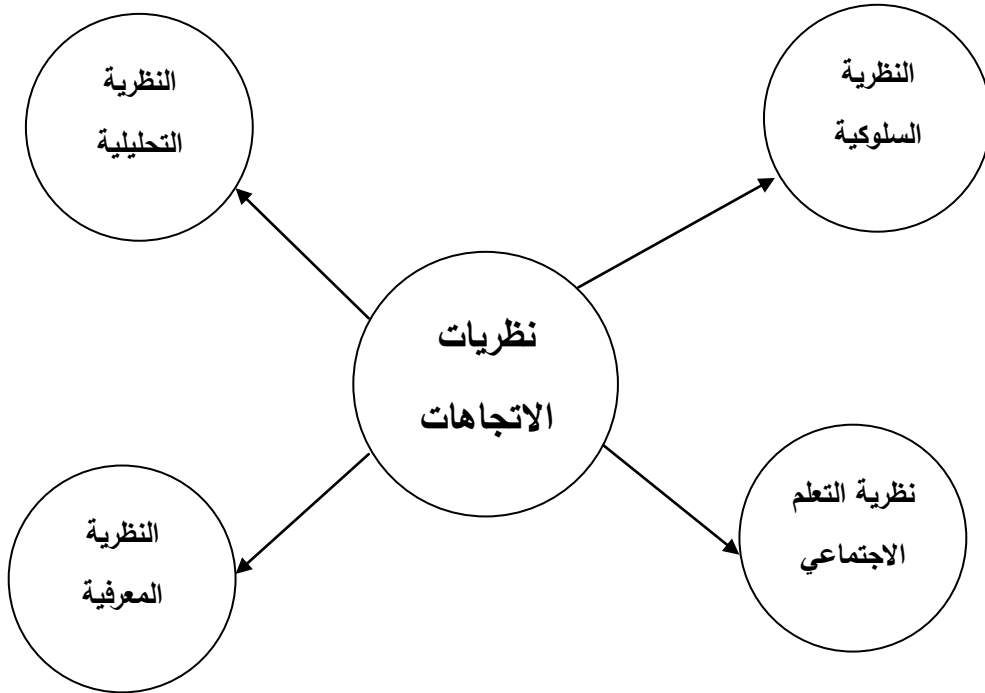 النظرية
السلوكية
النظرية
التحليلية
نظريات
الاتجاهات
نظرية التعلم
الاجتماعي
النظرية
المعرفية